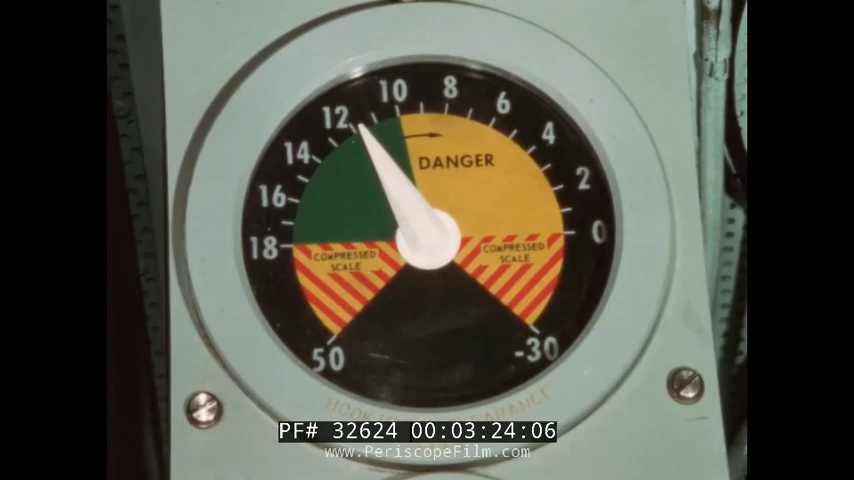 10 8 6
12 4
14 DANGER 2
16 0
18 COMPRESSED SCALE COMPRESSED SCALE
50 -30
HOOK CLEARANCE
PF# 32624 00:03:24:06
www.PeriscopeFilm.com